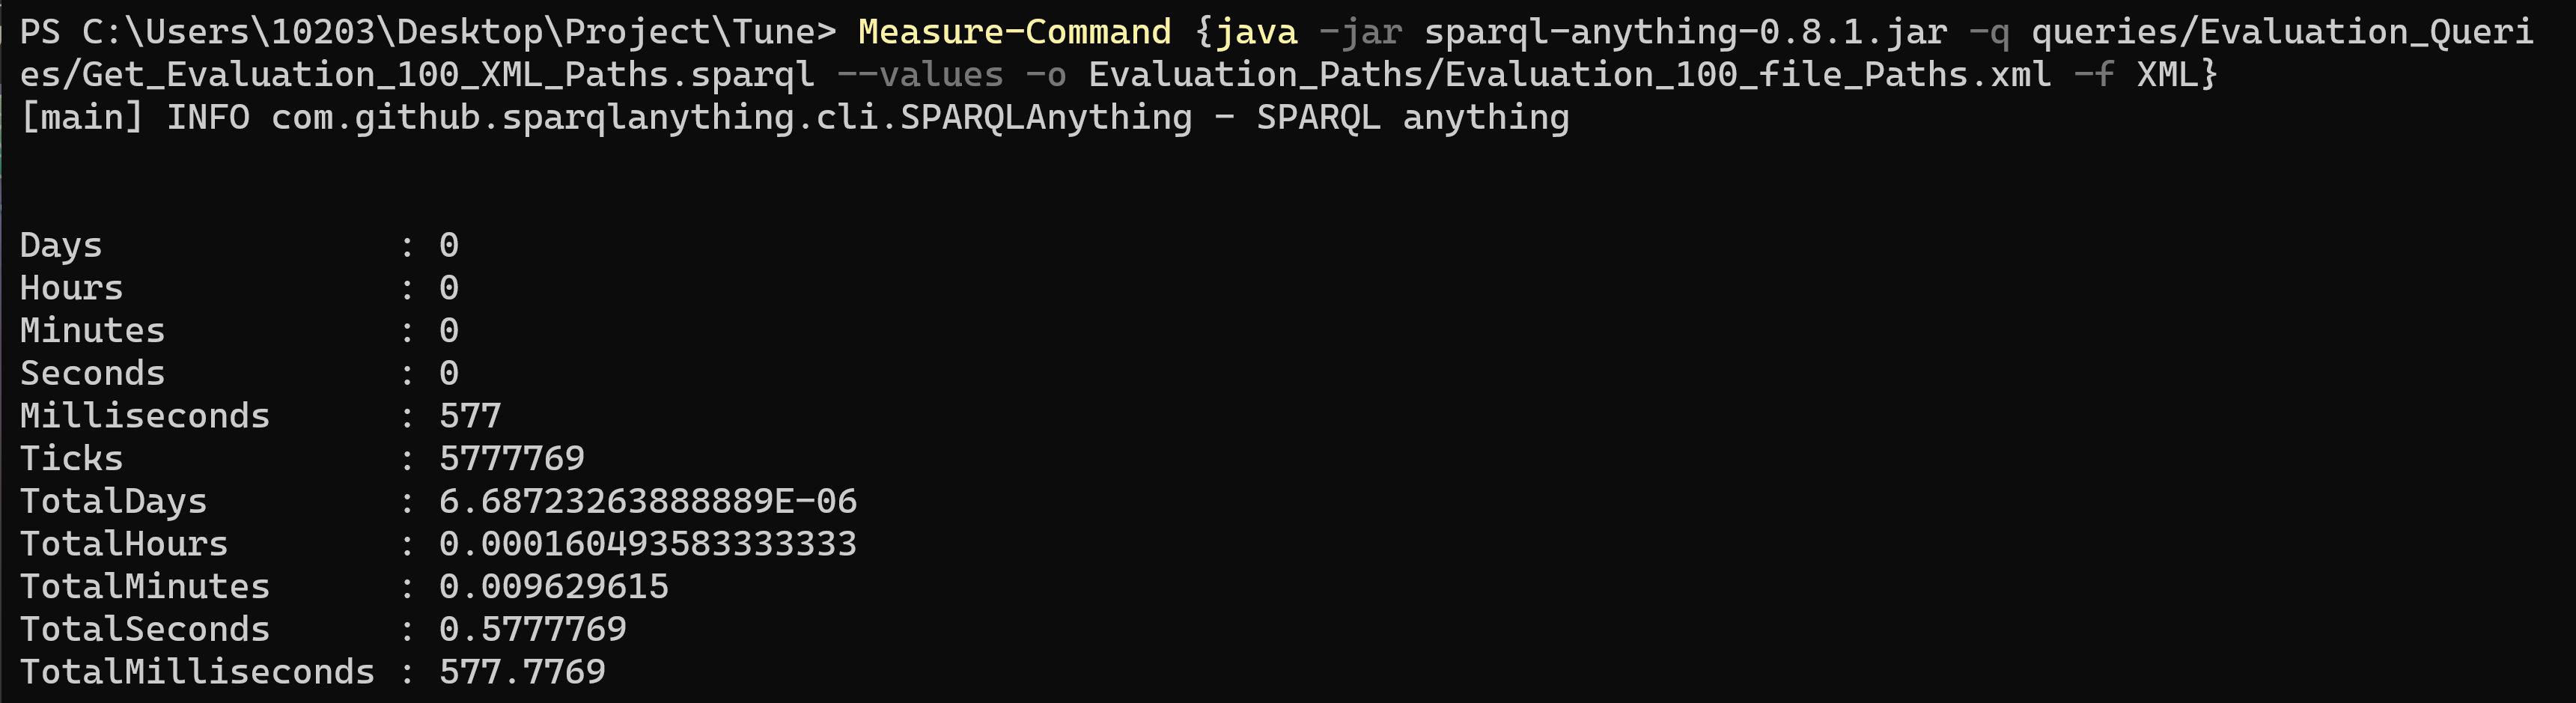 PS C:\Users\10203\Desktop\Project\Tune> Measure-Command {java -jar sparql-anything-0.8.1.jar -q queries/Evaluation_Queri
es/Get_Evaluation_100_XML_Paths.sparql --values -o Evaluation_Paths/Evaluation_100_file_Paths.xml -f XML}
[main] INFO com.github.sparqlanything.cli.SPARQLAnything - SPARQL anything
Days              : 0
Hours             : 0
Minutes           : 0
Seconds           : 0
Milliseconds      : 577
Ticks             : 5777769
TotalDays         : 6.68723263888889E-06
TotalHours        : 0.000160493583333333
TotalMinutes      : 0.009629615
TotalSeconds      : 0.5777769
TotalMilliseconds : 577.7769